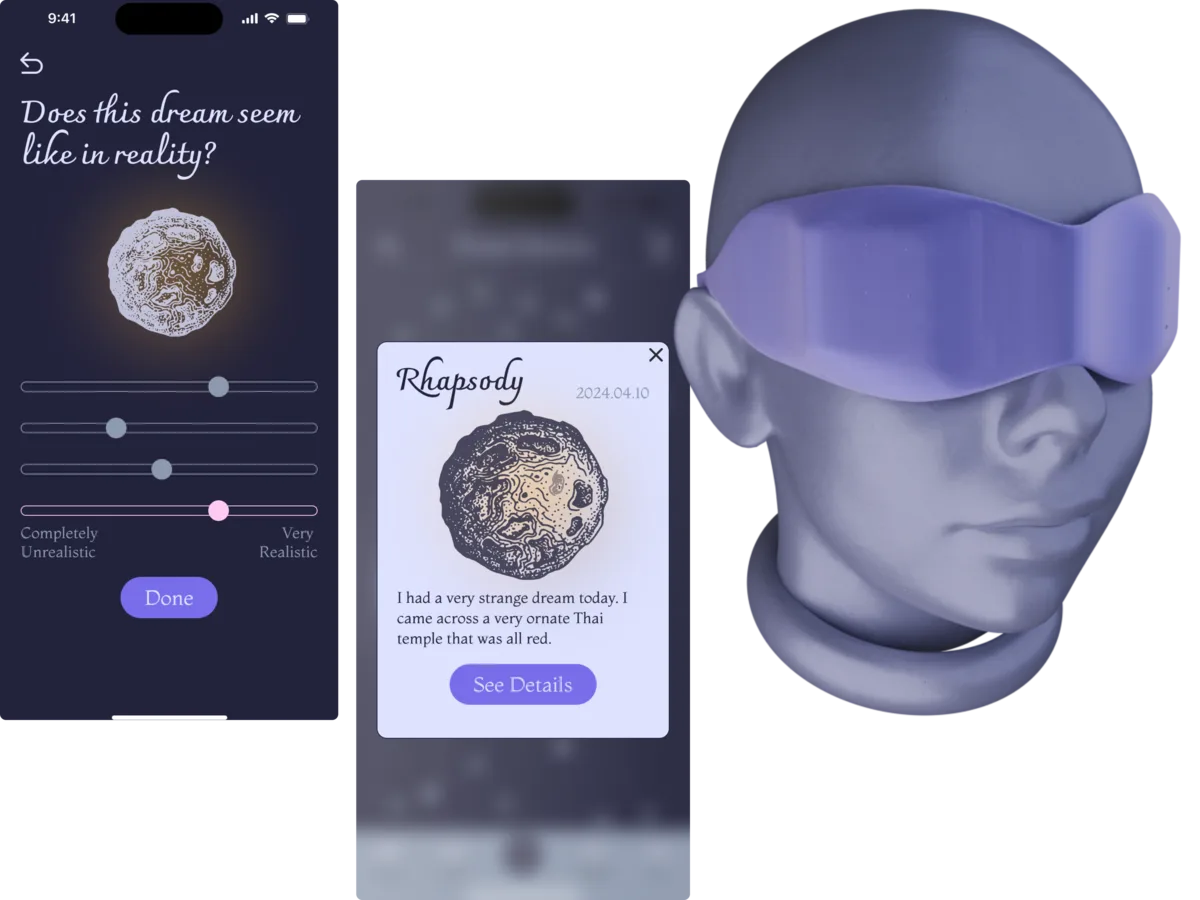 9:41
Does this dream seem
like in reality?
Completely
Unrealistic
Very
Realistic
Done
Rhapsody
2024.04.10
I had a very strange dream today. I
came across a very ornate Thai
temple that was all red.
See Details